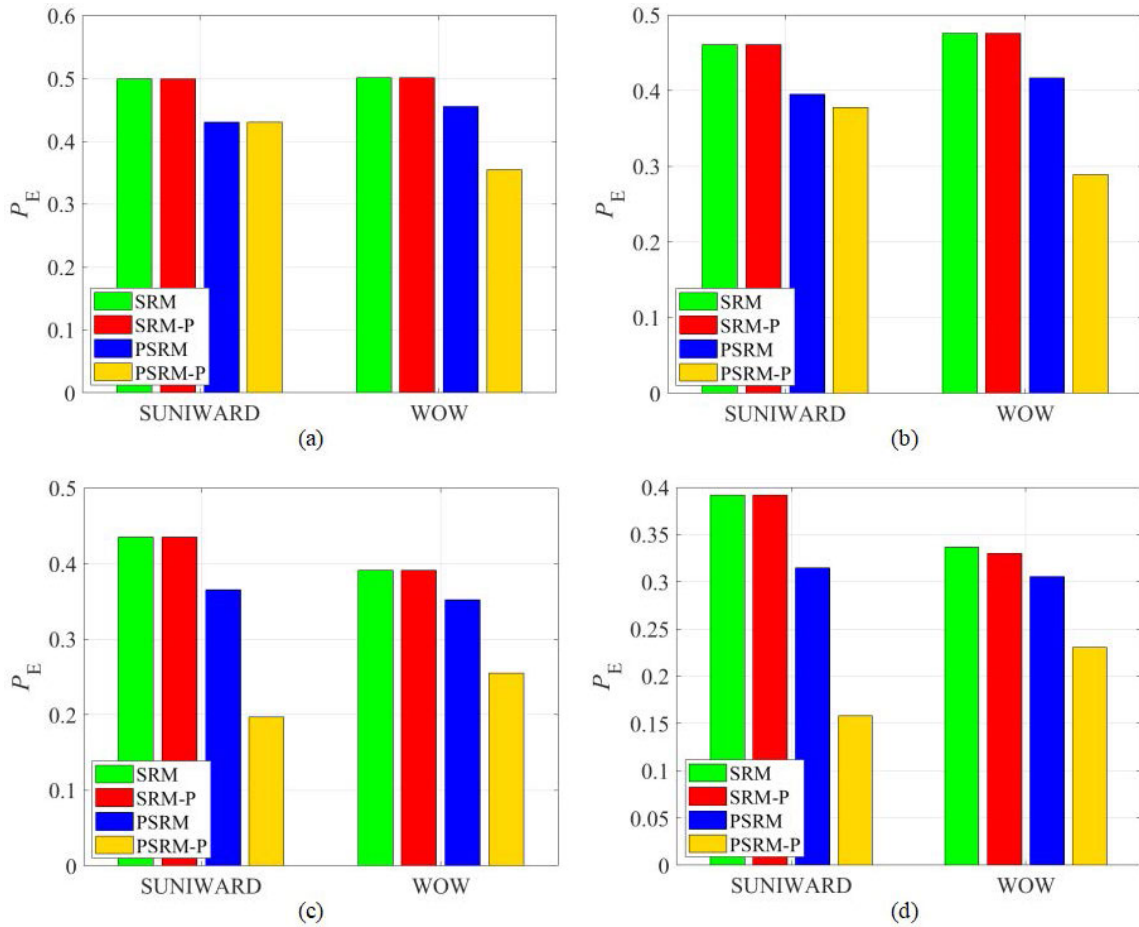 0.6
0.5
0.4
0.3
0.2
0.1
0
P_E
SRM
SRM-P
PSRM
PSRM-P
SUNIWARD WOW
(a)
0.5
0.4
0.3
0.2
0.1
0
P_E
SRM
SRM-P
PSRM
PSRM-P
SUNIWARD WOW
(b)
0.5
0.4
0.3
0.2
0.1
0
P_E
SRM
SRM-P
PSRM
PSRM-P
SUNIWARD WOW
(c)
0.4
0.35
0.3
0.25
0.2
0.15
0.1
0.05
0
P_E
SRM
SRM-P
PSRM
PSRM-P
SUNIWARD WOW
(d)